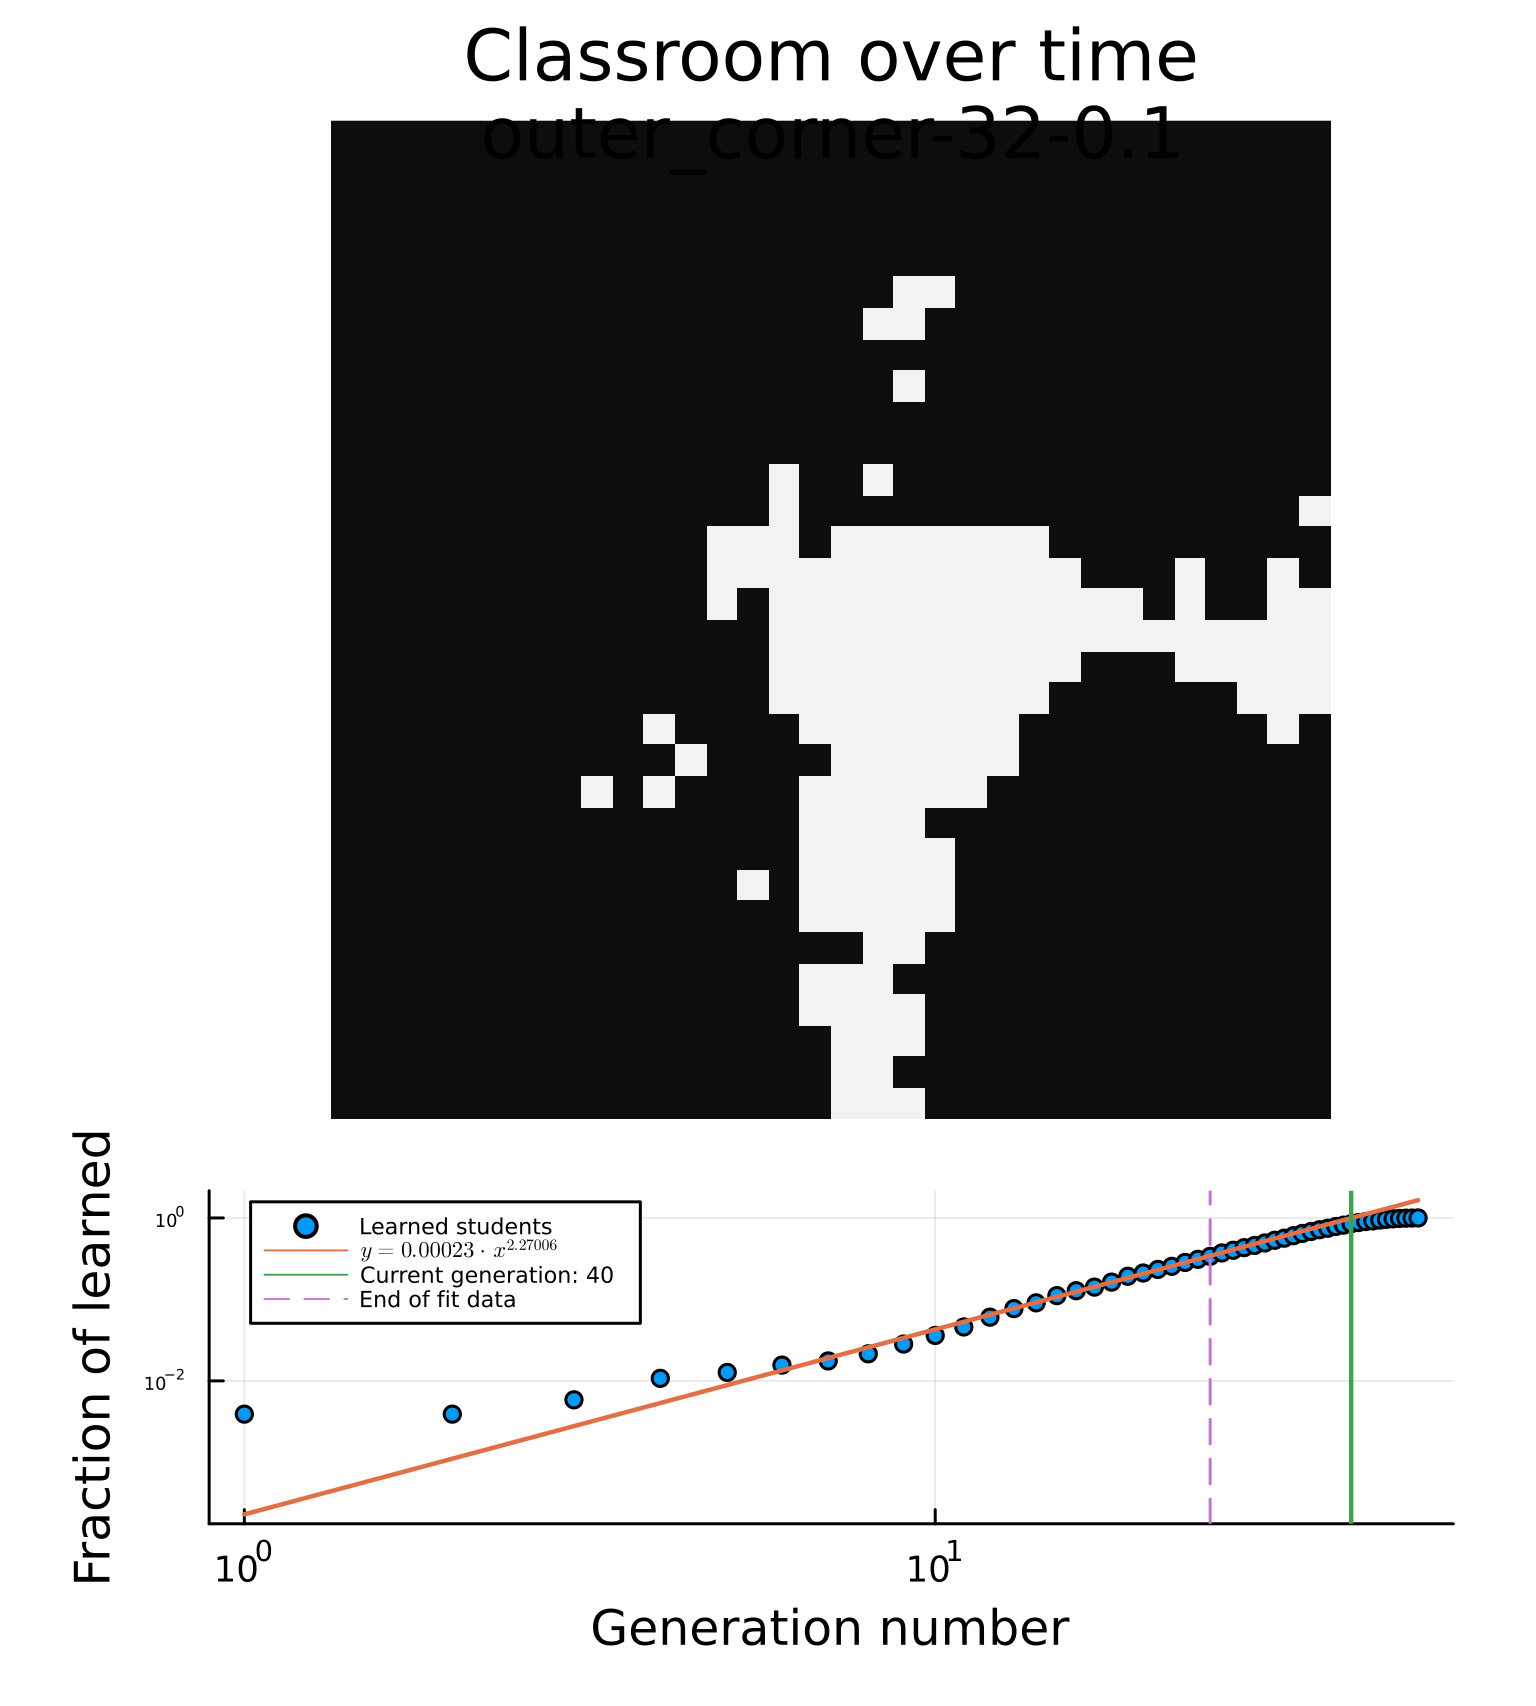 Classroom over time
outer_corner-32-0.1
Fraction of learned
10⁰
10⁻²
Learned students
y = 0.00023 · x^2.27006
Current generation: 40
End of fit data
10⁰
10¹
Generation number